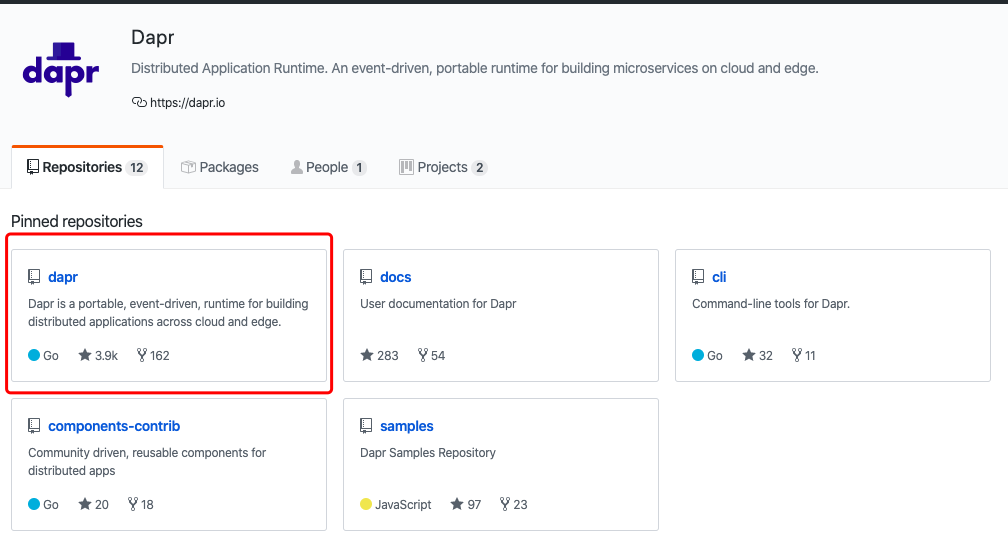 dapr
Dapr
Distributed Application Runtime. An event-driven, portable runtime for building microservices on cloud and edge.
https://dapr.io
Repositories 12
Packages
People 1
Projects 2
Pinned repositories
dapr
Dapr is a portable, event-driven, runtime for building
distributed applications across cloud and edge.
Go 3.9k 162
docs
User documentation for Dapr
283 54
cli
Command-line tools for Dapr.
Go 32 11
components-contrib
Community driven, reusable components for
distributed apps
Go 20 18
samples
Dapr Samples Repository
JavaScript 97 23